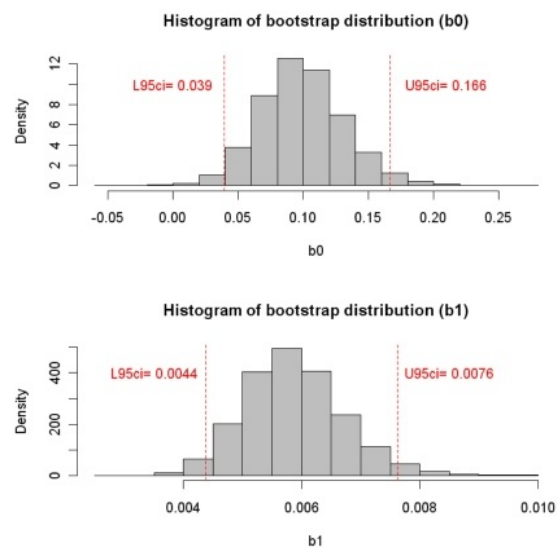 Histogram of bootstrap distribution (b0)
L95ci= 0.039
U95ci= 0.166
Density
12
8
6
4
2
0
-0.05 0.00 0.05 0.10 0.15 0.20 0.25
b0
Histogram of bootstrap distribution (b1)
L95ci= 0.0044
U95ci= 0.0076
Density
400
200
0
0.004 0.006 0.008 0.010
b1